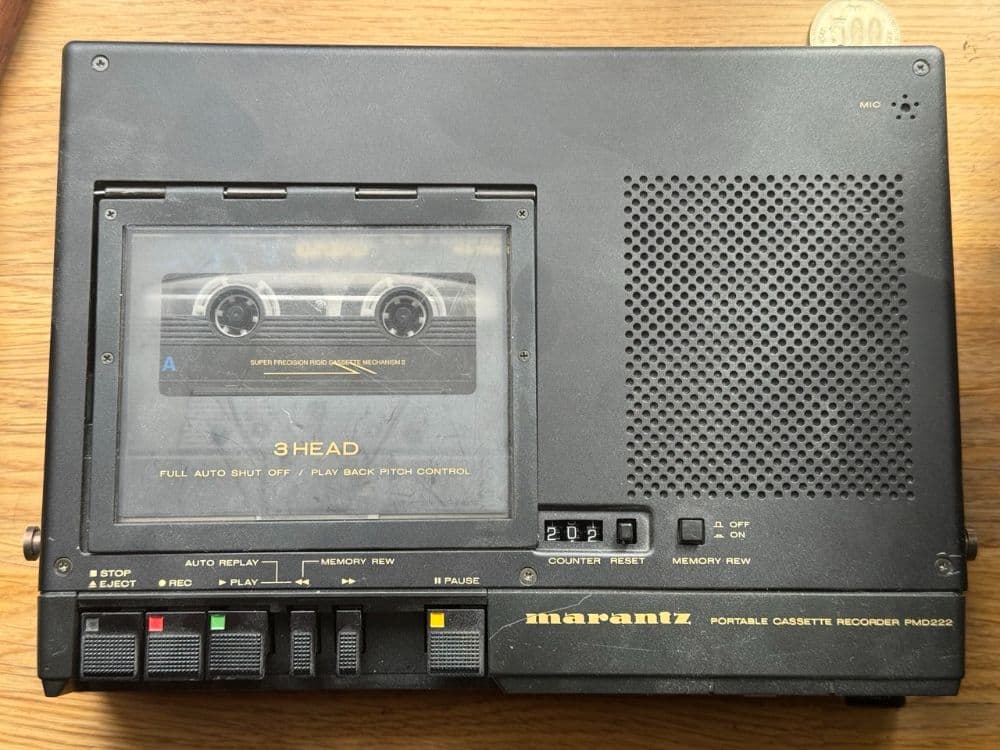 500
MIC
A
SUPER PRECISION RIGID CASSETTE MECHANISM II
3 HEAD
FULL AUTO SHUT OFF / PLAY BACK PITCH CONTROL
202
OFF
ON
COUNTER RESET MEMORY REW
AUTO REPLAY MEMORY REW
STOP
EJECT REC PLAY PAUSE
marantz PORTABLE CASSETTE RECORDER PMD222